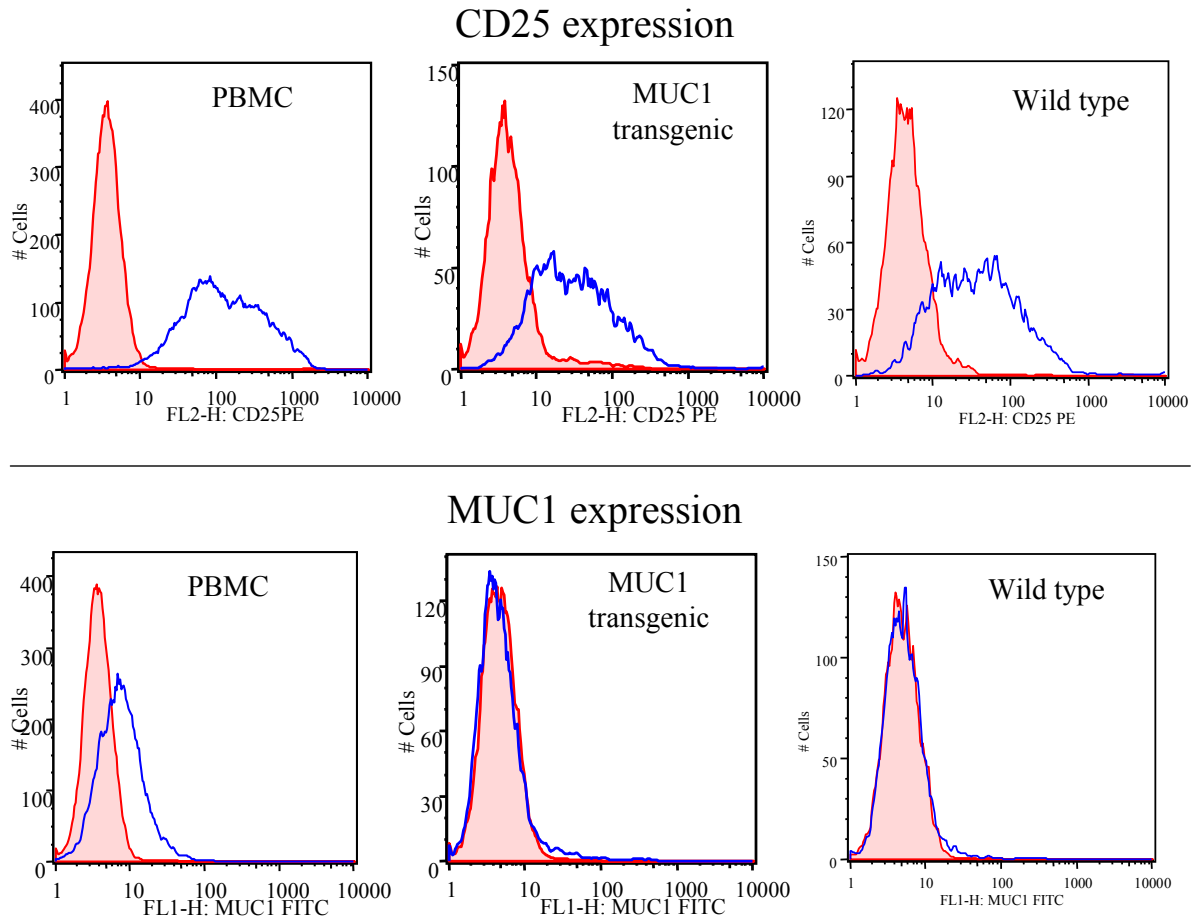 CD25 expression
PBMC
400
300
200
100
0
# Cells
1 10 100 1000 10000
FL2-H: CD25PE
MUC1
transgenic
150
100
50
0
# Cells
1 10 100 1000 10000
FL2-H: CD25 PE
Wild type
120
90
60
30
0
# Cells
1 10 100 1000 10000
FL2-H: CD25 PE
MUC1 expression
PBMC
400
300
200
100
0
# Cells
1 10 100 1000 10000
FL1-H: MUC1 FITC
MUC1
transgenic
120
90
60
30
0
# Cells
1 10 100 1000 10000
FL1-H: MUC1 FITC
Wild type
150
100
50
0
# Cells
1 10 100 1000 10000
FL1-H: MUC1 FITC